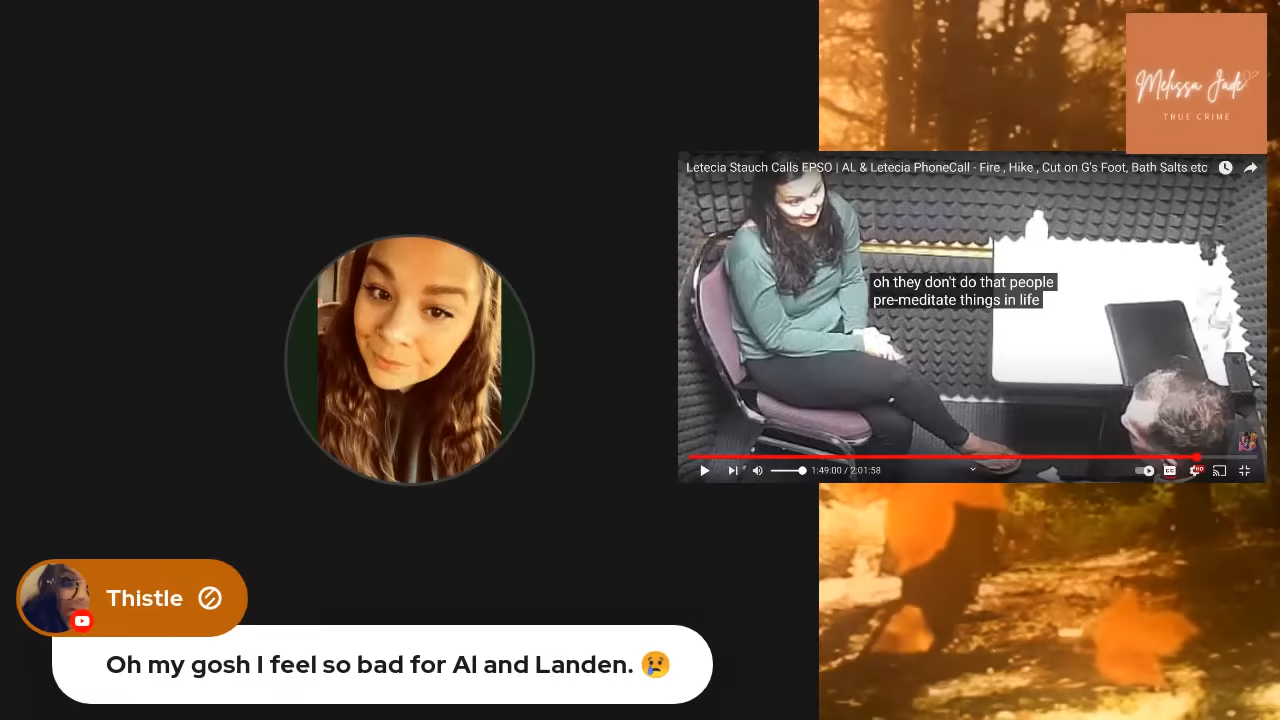 Melissa Jade
TRUE CRIME
Letecia Stauch Calls EPSO | AL & Letecia PhoneCall - Fire , Hike , Cut on G's Foot, Bath Salts etc
oh they don't do that people
pre-meditate things in life
1:49:00 / 2:01:58
CC HD
Thistle
Oh my gosh I feel so bad for Al and Landen. 😢